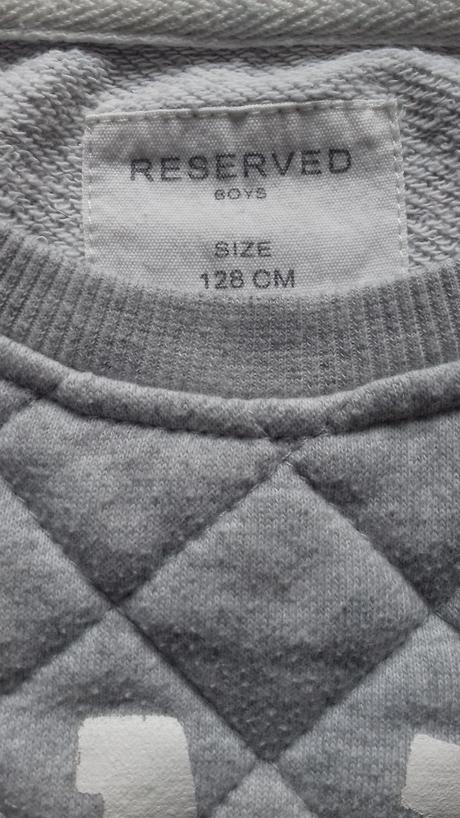 RESERVED
BOYS
SIZE
128 CM